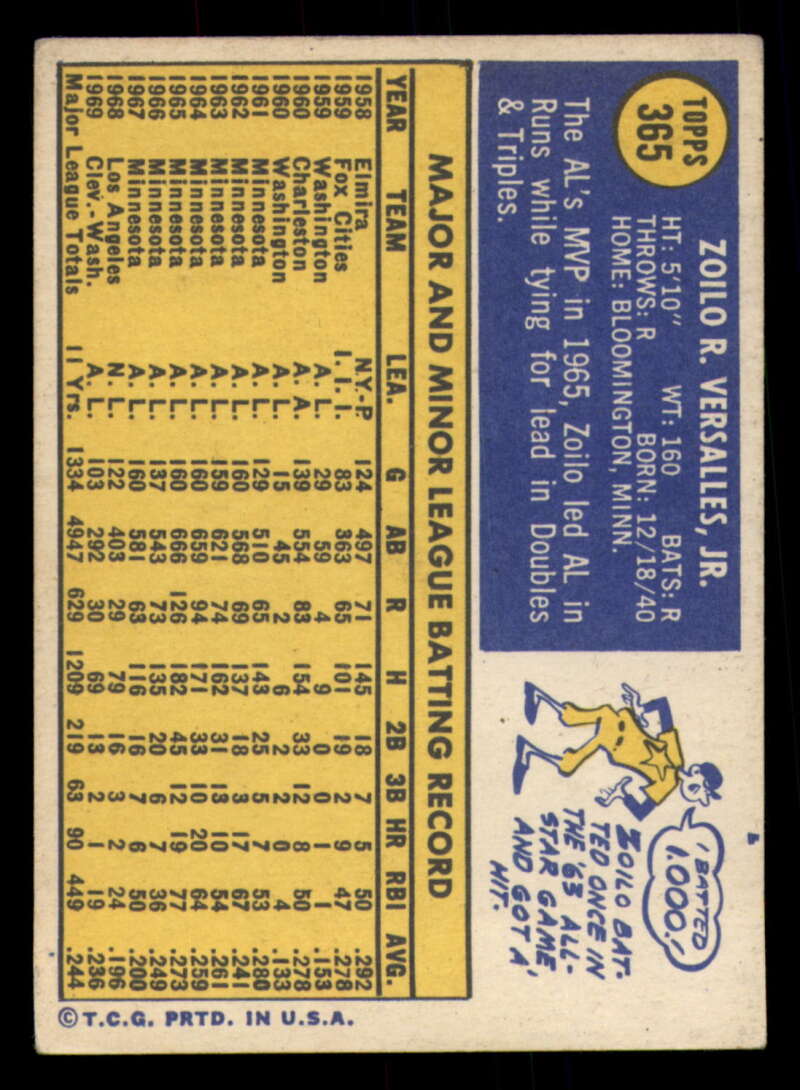 TOPPS
365
ZOILO R. VERSALLES, JR.
HT: 5'10" WT: 160 BATS: R
THROWS: R BORN: 12/18/40
HOME: BLOOMINGTON, MINN.
The AL's MVP in 1965, Zoilo led AL in
Runs while tying for lead in Doubles
& Triples.
I BATTED
1.000!
ZOILO BAT-
TED ONCE IN
THE '63 ALL-
STAR GAME,
AND GOT A
HIT.
MAJOR AND MINOR LEAGUE BATTING RECORD
YEAR TEAM LEA. G AB R H 2B 3B HR RBI AVG.
1958 Elmira N.Y.-P. 124 497 71 145 18 7 5 50 .292
1959 Fox Cities I. I. I. 83 363 65 101 19 2 9 47 .278
1959 Washington A. L. 29 59 4 9 0 0 1 1 .153
1960 Charleston A. A. 139 554 83 154 33 12 8 50 .278
1960 Washington A. L. 15 45 2 6 2 2 0 4 .133
1961 Minnesota A. L. 129 510 65 143 25 5 7 53 .280
1962 Minnesota A. L. 160 568 69 137 18 3 17 67 .241
1963 Minnesota A. L. 159 621 74 162 31 13 10 54 .261
1964 Minnesota A. L. 160 659 94 171 33 10 20 64 .259
1965 Minnesota A. L. 160 666 126 182 45 12 19 77 .273
1966 Minnesota A. L. 137 543 73 135 20 6 7 36 .249
1967 Minnesota A. L. 160 581 63 116 16 7 6 50 .200
1968 Los Angeles N. L. 122 403 29 79 16 3 2 24 .196
1969 Clev.-Wash. A. L. 103 292 30 69 13 2 1 19 .236
Major League Totals 11 Yrs. 1334 4947 629 1209 219 63 90 449 .244
© T.C.G. PRTD. IN U.S.A.